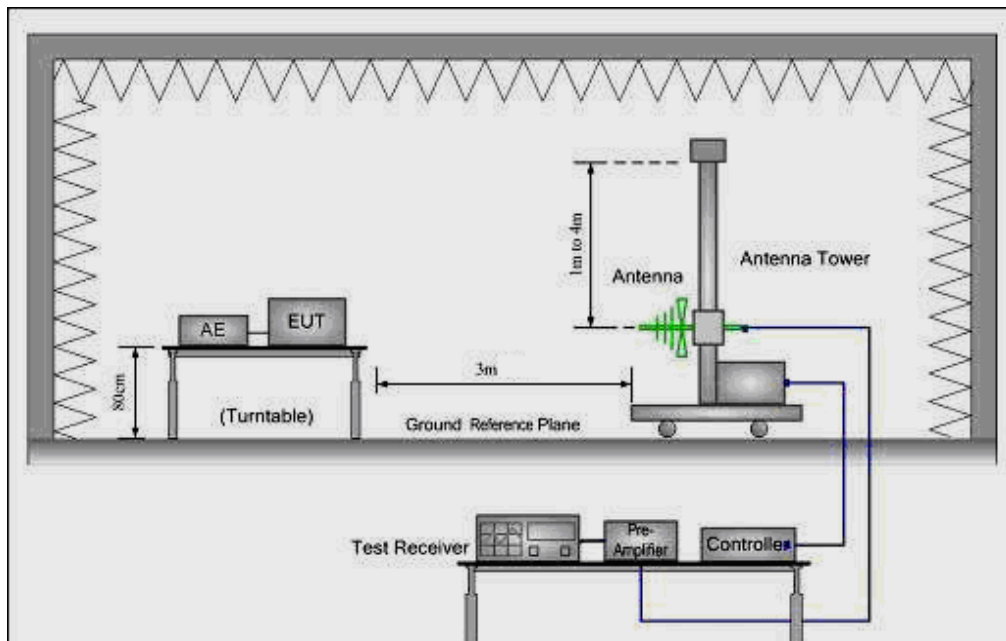 1m to 4m
Antenna
Antenna Tower
AE
EUT
80cm
(Turntable)
3m
Ground Reference Plane
Test Receiver
Pre-
Amplifier
Controller